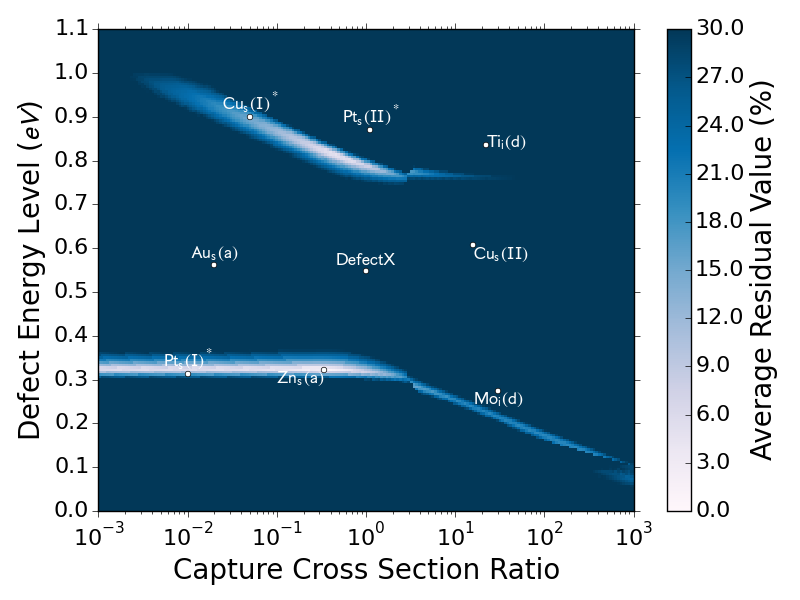 1.1
1.0
0.9
0.8
0.7
0.6
0.5
0.4
0.3
0.2
0.1
0.0
Defect Energy Level (eV)
10⁻³ 10⁻² 10⁻¹ 10⁰ 10¹ 10² 10³
Capture Cross Section Ratio
Cuₛ(I)*
Ptₛ(II)*
Tiᵢ(d)
Auₛ(a)
DefectX
Cuₛ(II)
Ptₛ(I)*
Znₛ(a)
Moᵢ(d)
30.0
27.0
24.0
21.0
18.0
15.0
12.0
9.0
6.0
3.0
0.0
Average Residual Value (%)